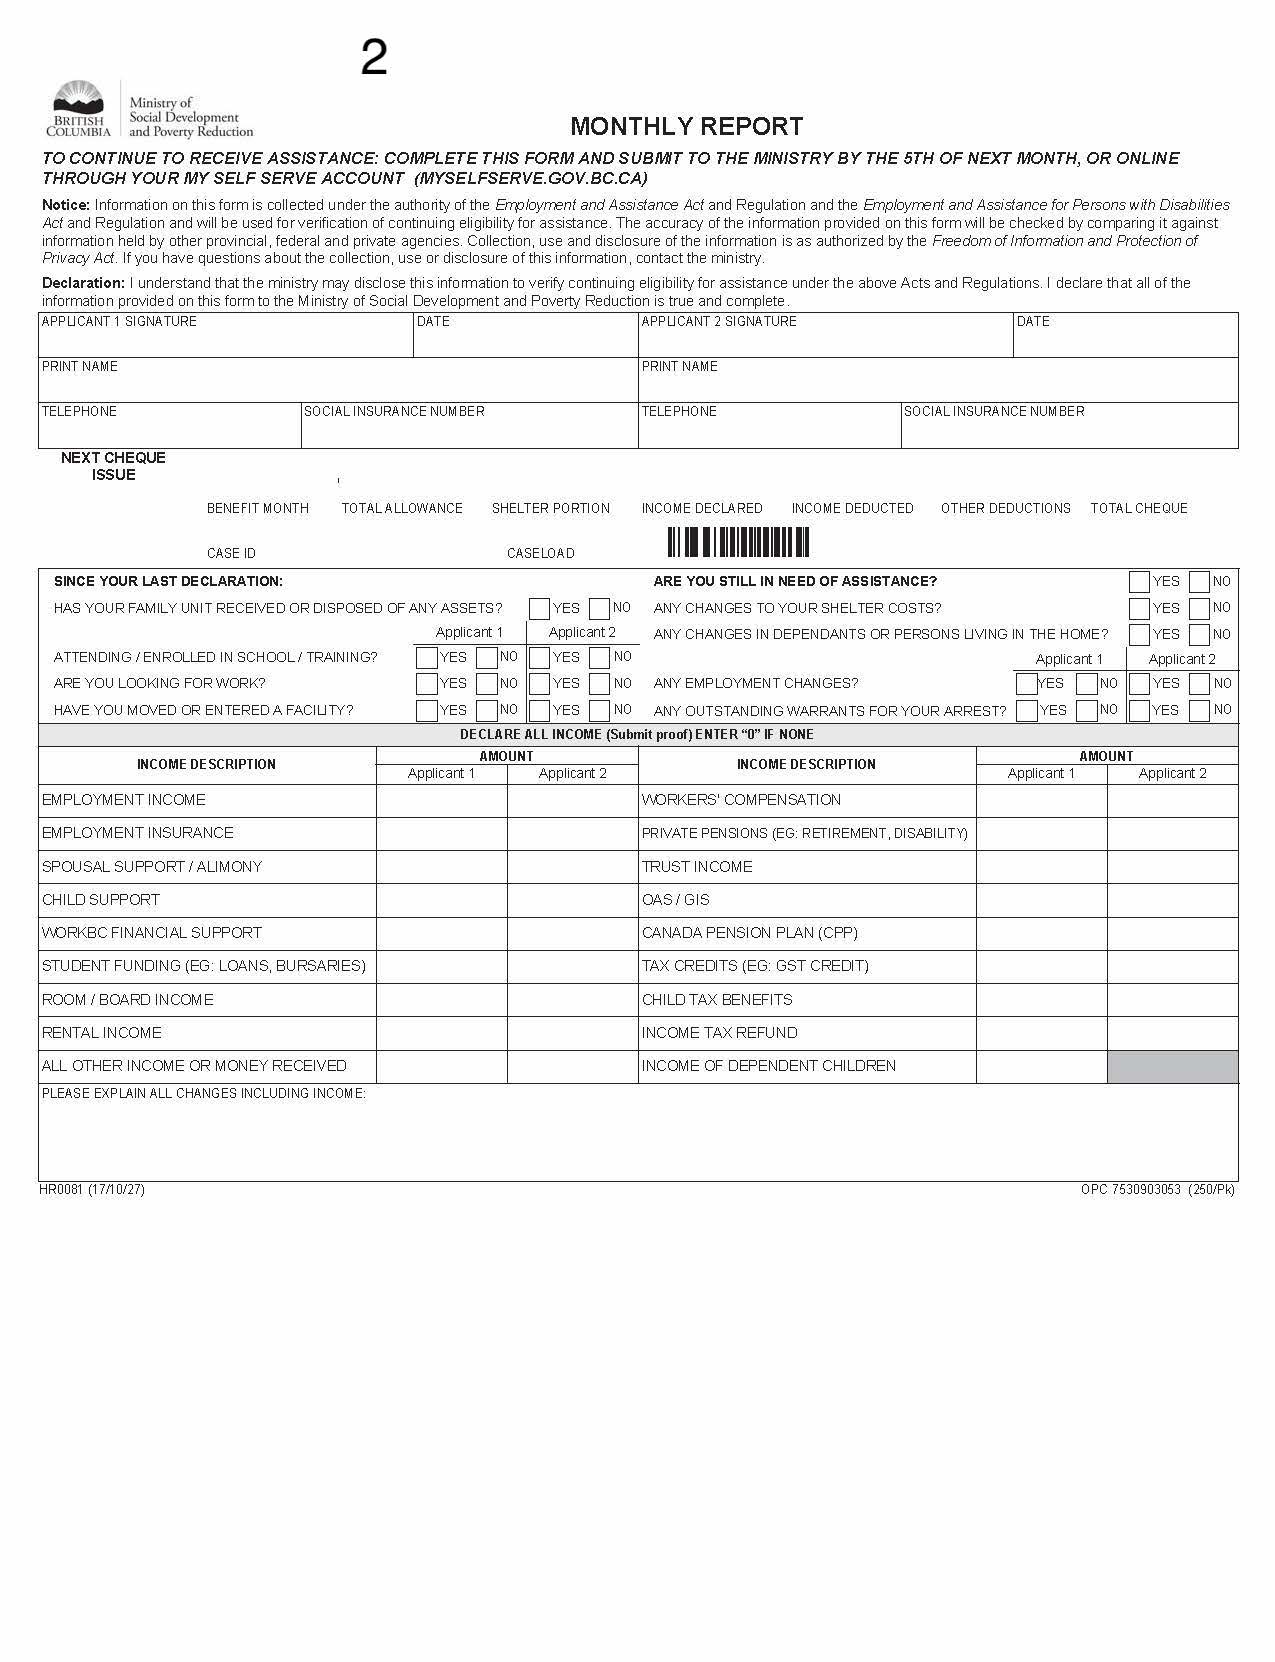 2
BRITISH
COLUMBIA
Ministry of
Social Development
and Poverty Reduction
MONTHLY REPORT
TO CONTINUE TO RECEIVE ASSISTANCE: COMPLETE THIS FORM AND SUBMIT TO THE MINISTRY BY THE 5TH OF NEXT MONTH, OR ONLINE
THROUGH YOUR MY SELF SERVE ACCOUNT (MYSELFSERVE.GOV.BC.CA)
Notice: Information on this form is collected under the authority of the Employment and Assistance Act and Regulation and the Employment and Assistance for Persons with Disabilities
Act and Regulation and will be used for verification of continuing eligibility for assistance. The accuracy of the information provided on this form will be checked by comparing it against
information held by other provincial, federal and private agencies. Collection, use and disclosure of the information is as authorized by the Freedom of Information and Protection of
Privacy Act. If you have questions about the collection, use or disclosure of this information, contact the ministry.
Declaration: I understand that the ministry may disclose this information to verify continuing eligibility for assistance under the above Acts and Regulations. I declare that all of the
information provided on this form to the Ministry of Social Development and Poverty Reduction is true and complete.
APPLICANT 1 SIGNATURE DATE APPLICANT 2 SIGNATURE DATE
PRINT NAME PRINT NAME
TELEPHONE SOCIAL INSURANCE NUMBER TELEPHONE SOCIAL INSURANCE NUMBER
NEXT CHEQUE
ISSUE
BENEFIT MONTH TOTAL ALLOWANCE SHELTER PORTION INCOME DECLARED INCOME DEDUCTED OTHER DEDUCTIONS TOTAL CHEQUE
CASE ID CASELOAD
SINCE YOUR LAST DECLARATION: ARE YOU STILL IN NEED OF ASSISTANCE? YES NO
HAS YOUR FAMILY UNIT RECEIVED OR DISPOSED OF ANY ASSETS? YES NO ANY CHANGES TO YOUR SHELTER COSTS? YES NO
Applicant 1 Applicant 2 ANY CHANGES IN DEPENDANTS OR PERSONS LIVING IN THE HOME? YES NO
ATTENDING / ENROLLED IN SCHOOL / TRAINING? YES NO YES NO Applicant 1 Applicant 2
ARE YOU LOOKING FOR WORK? YES NO YES NO ANY EMPLOYMENT CHANGES? YES NO YES NO
HAVE YOU MOVED OR ENTERED A FACILITY? YES NO YES NO ANY OUTSTANDING WARRANTS FOR YOUR ARREST? YES NO YES NO
DECLARE ALL INCOME (Submit proof) ENTER “0” IF NONE
INCOME DESCRIPTION AMOUNT INCOME DESCRIPTION AMOUNT
Applicant 1 Applicant 2 Applicant 1 Applicant 2
EMPLOYMENT INCOME WORKERS' COMPENSATION
EMPLOYMENT INSURANCE PRIVATE PENSIONS (EG: RETIREMENT, DISABILITY)
SPOUSAL SUPPORT / ALIMONY TRUST INCOME
CHILD SUPPORT OAS / GIS
WORKBC FINANCIAL SUPPORT CANADA PENSION PLAN (CPP)
STUDENT FUNDING (EG: LOANS, BURSARIES) TAX CREDITS (EG: GST CREDIT)
ROOM / BOARD INCOME CHILD TAX BENEFITS
RENTAL INCOME INCOME TAX REFUND
ALL OTHER INCOME OR MONEY RECEIVED INCOME OF DEPENDENT CHILDREN
PLEASE EXPLAIN ALL CHANGES INCLUDING INCOME:
HR0081 (17/10/27) OPC 7530903053 (250/Pk)